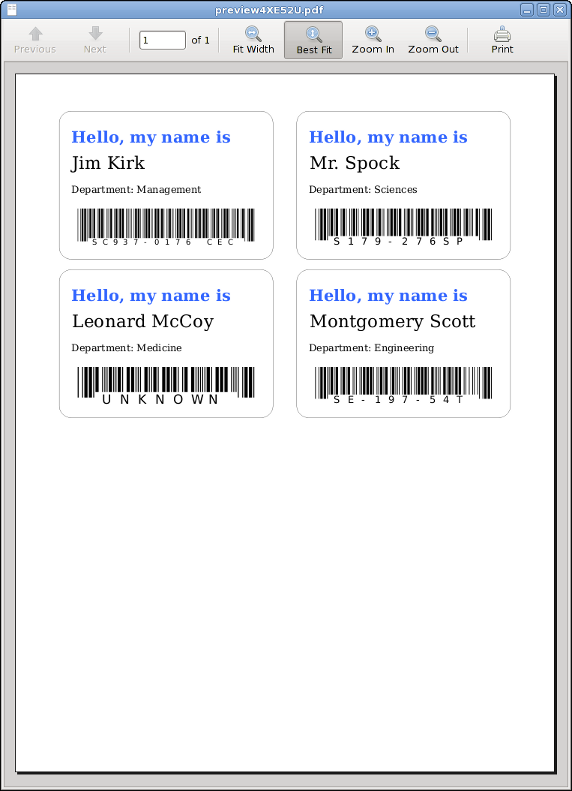 preview4XE52U.pdf
Previous Next 1 of 1 Fit Width Best Fit Zoom In Zoom Out Print
Hello, my name is
Jim Kirk
Department: Management
SC937-0176 CEC
Hello, my name is
Mr. Spock
Department: Sciences
S179-276SP
Hello, my name is
Leonard McCoy
Department: Medicine
UNKNOWN
Hello, my name is
Montgomery Scott
Department: Engineering
SE-197-54T